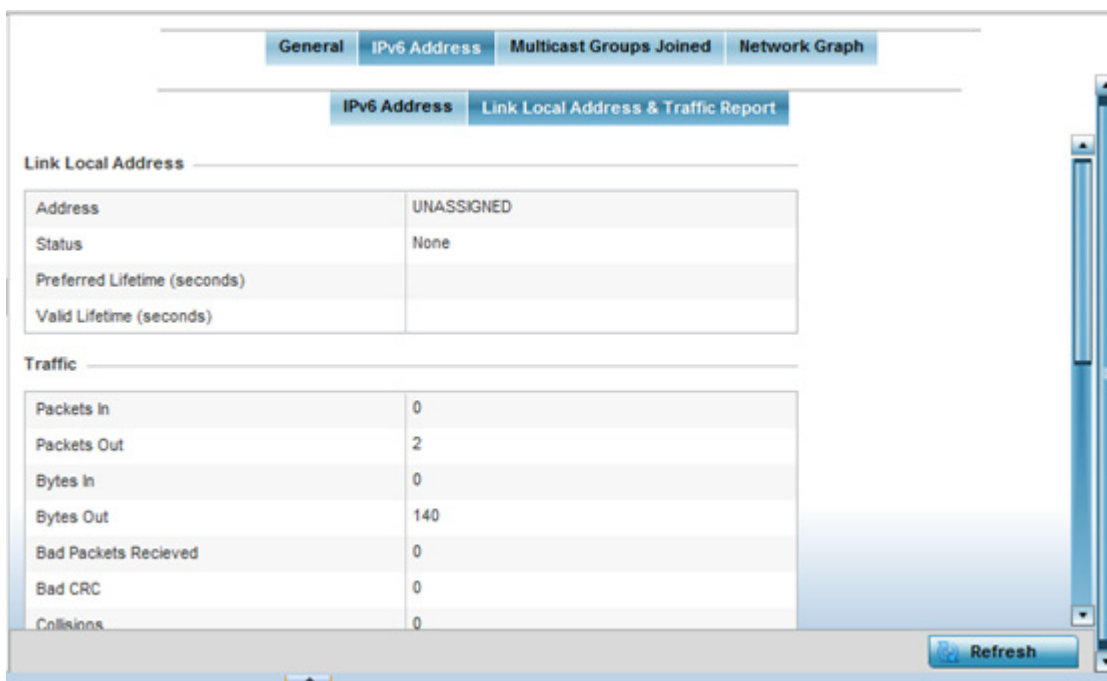 General IPv6 Address Multicast Groups Joined Network Graph
IPv6 Address Link Local Address & Traffic Report
Link Local Address
Address UNASSIGNED
Status None
Preferred Lifetime (seconds)
Valid Lifetime (seconds)
Traffic
Packets In 0
Packets Out 2
Bytes In 0
Bytes Out 140
Bad Packets Recieved 0
Bad CRC 0
Collisions 0
Refresh